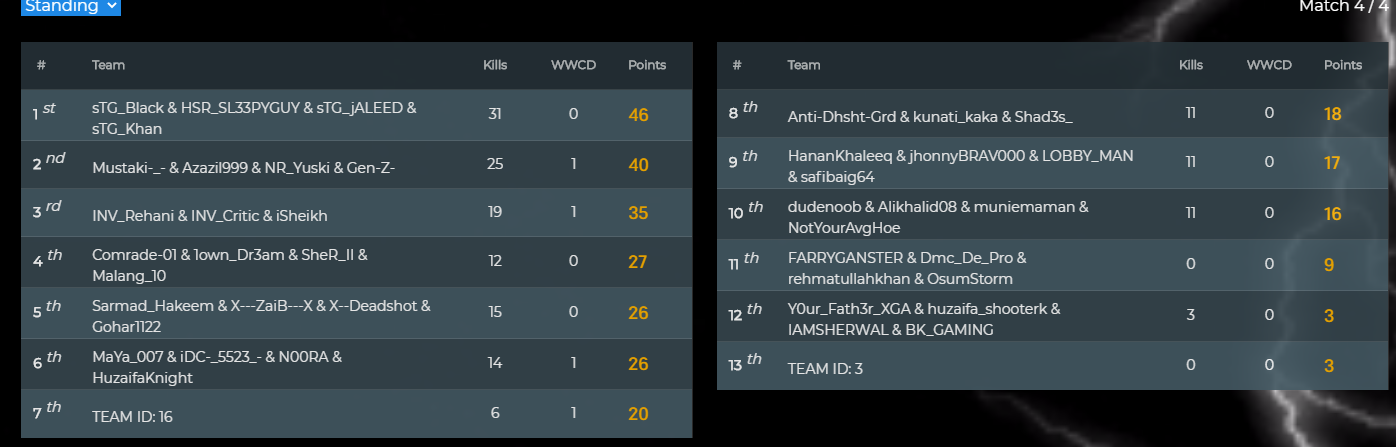 Standing
Match 4 / 4
# Team Kills WWCD Points
1 st sTG_Black & HSR_SL33PYGUY & sTG_jALEED & 31 0 46
sTG_Khan
2 nd Mustaki-_- & Azazil999 & NR_Yuski & Gen-Z- 25 1 40
3 rd INV_Rehani & INV_Critic & iSheikh 19 1 35
4 th Comrade-01 & 1own_Dr3am & SheR_II & 12 0 27
Malang_10
5 th Sarmad_Hakeem & X---ZaiB---X & X--Deadshot & 15 0 26
Gohar1122
6 th MaYa_007 & iDC-_5523_- & N00RA & 14 1 26
HuzaifaKnight
7 th TEAM ID: 16 6 1 20
# Team Kills WWCD Points
8 th Anti-Dhsht-Grd & kunati_kaka & Shad3s_ 11 0 18
9 th HananKhaleeq & jhonnyBRAV000 & LOBBY_MAN 11 0 17
& safibaig64
10 th dudenoob & Alikhalid08 & muniemaman & 11 0 16
NotYourAvgHoe
11 th FARRYGANSTER & Dmc_De_Pro & 0 0 9
rehmatullahkhan & OsumStorm
12 th Y0ur_Fath3r_XGA & huzaifa_shooterk & 3 0 3
IAMSHERWAL & BK_GAMING
13 th TEAM ID: 3 0 0 3